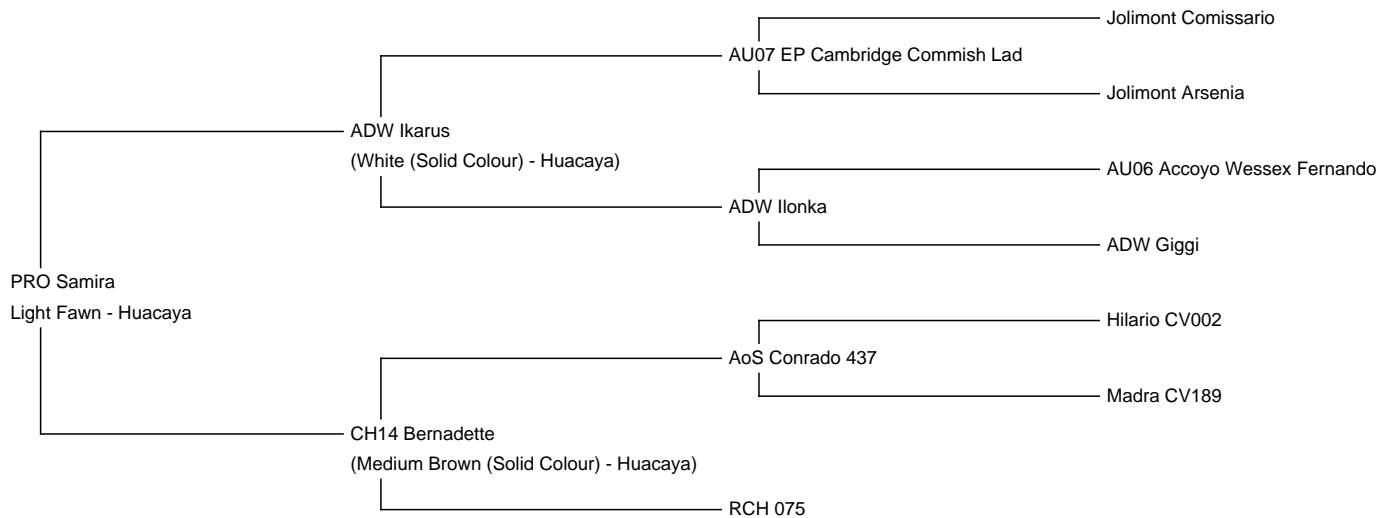 Jolimont Comissario
AU07 EP Cambridge Commish Lad
Jolimont Arsenia
ADW Ikarus
(White (Solid Colour) - Huacaya)
AU06 Accoyo Wessex Fernando
ADW Ilonka
ADW Giggi
PRO Samira
Light Fawn - Huacaya
Hilario CV002
AoS Conrado 437
Madra CV189
CH14 Bernadette
(Medium Brown (Solid Colour) - Huacaya)
RCH 075